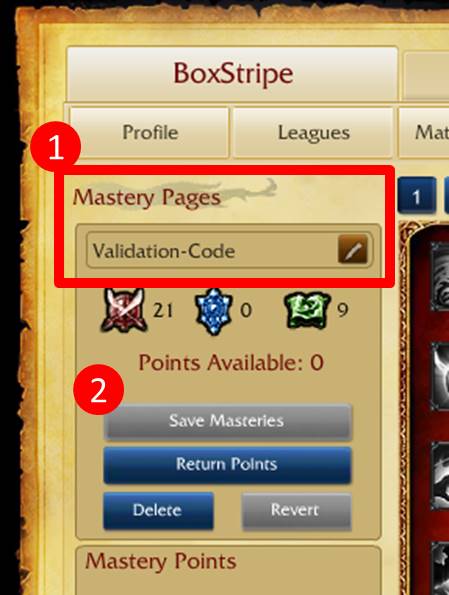 BoxStripe
Profile
Leagues
1
Mastery Pages
1
Validation-Code
21
0
9
Points Available: 0
2
Save Masteries
Return Points
Delete
Revert
Mastery Points